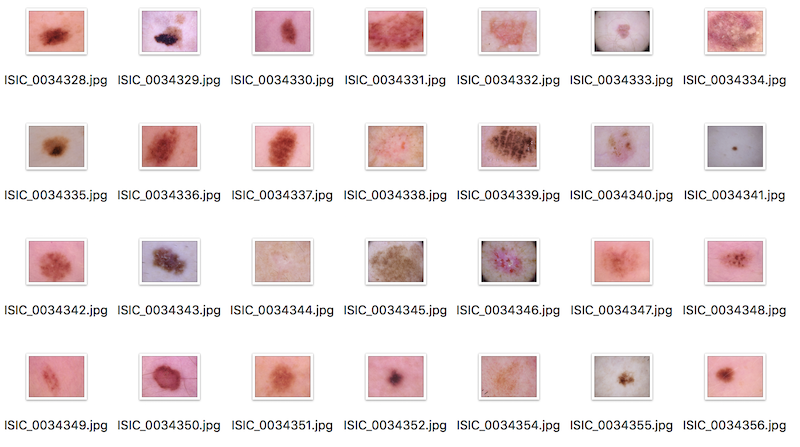 ISIC_0034328.jpg ISIC_0034329.jpg ISIC_0034330.jpg ISIC_0034331.jpg ISIC_0034332.jpg ISIC_0034333.jpg ISIC_0034334.jpg
ISIC_0034335.jpg ISIC_0034336.jpg ISIC_0034337.jpg ISIC_0034338.jpg ISIC_0034339.jpg ISIC_0034340.jpg ISIC_0034341.jpg
ISIC_0034342.jpg ISIC_0034343.jpg ISIC_0034344.jpg ISIC_0034345.jpg ISIC_0034346.jpg ISIC_0034347.jpg ISIC_0034348.jpg
ISIC_0034349.jpg ISIC_0034350.jpg ISIC_0034351.jpg ISIC_0034352.jpg ISIC_0034354.jpg ISIC_0034355.jpg ISIC_0034356.jpg